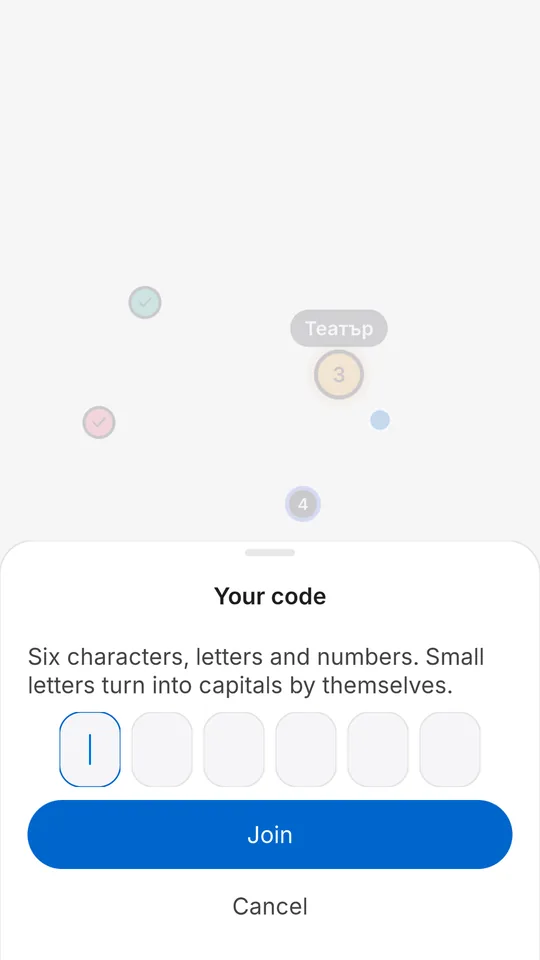 Театър
3
4
Your code
Six characters, letters and numbers. Small
letters turn into capitals by themselves.
Join
Cancel